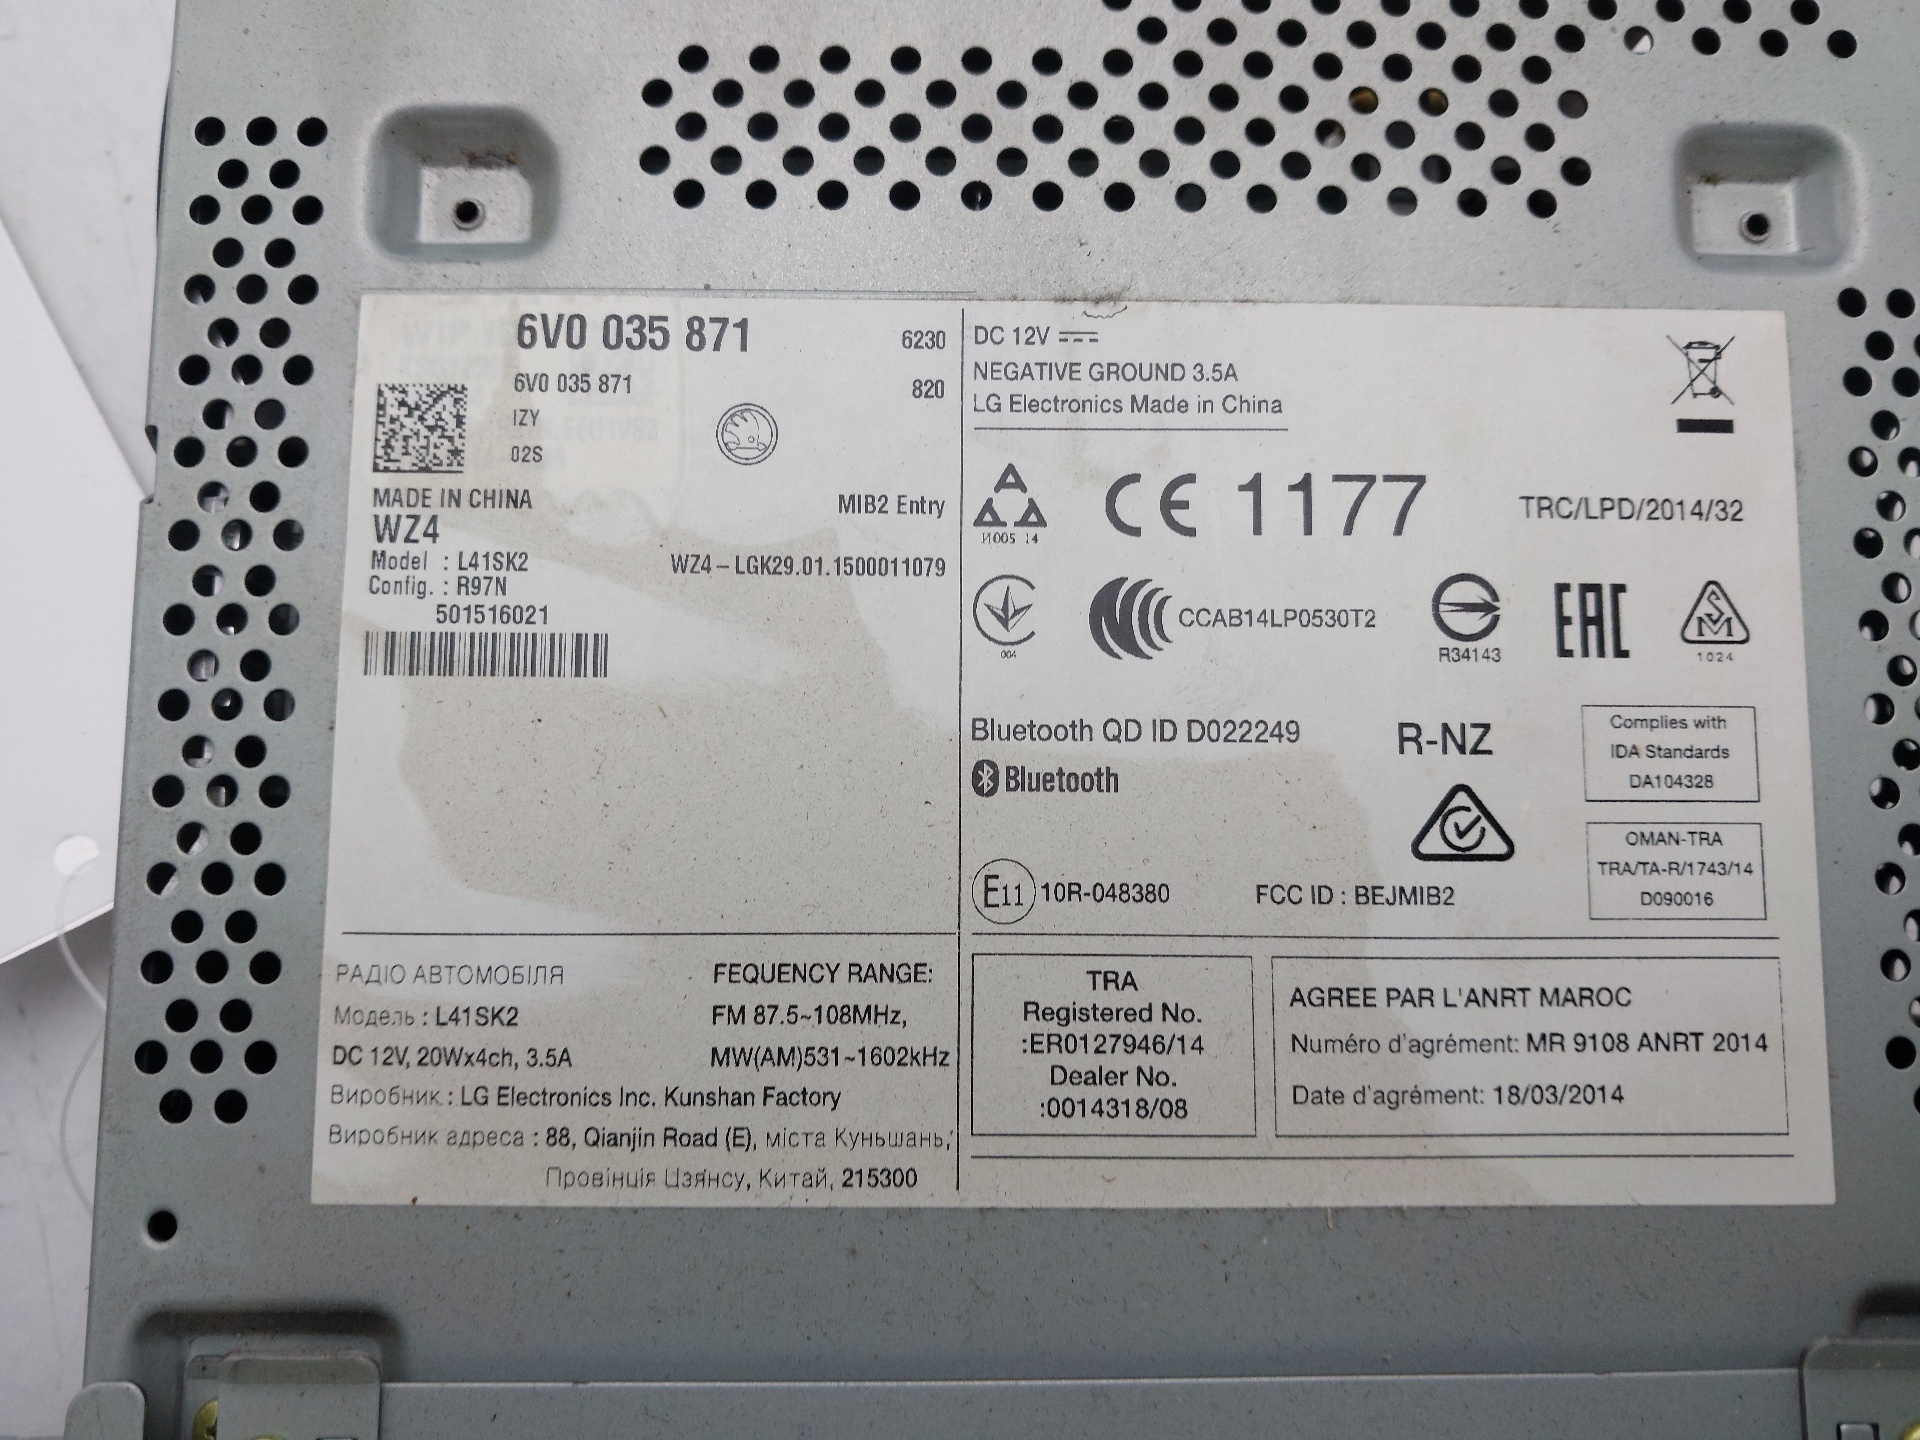 6V0 035 871
6230
6V0 035 871
820
IZY
02S
MADE IN CHINA
MIB2 Entry
WZ4
Model : L41SK2
WZ4–LGK29.01.1500011079
Config. : R97N
501516021
РАДІО АВТОМОБІЛЯ
Модель : L41SK2
DC 12V, 20Wx4ch, 3.5A
FEQUENCY RANGE:
FM 87.5~108MHz,
MW(AM)531~1602kHz
Виробник : LG Electronics Inc. Kunshan Factory
Виробник адреса : 88, Qianjin Road (E), міста Куньшань,
Провінція Цзянсу, Китай, 215300
DC 12V
NEGATIVE GROUND 3.5A
LG Electronics Made in China
И005 14
CE 1177
TRC/LPD/2014/32
004
CCAB14LP0530T2
R34143
EAC
SM
1024
Bluetooth QD ID D022249
Bluetooth
R-NZ
Complies with
IDA Standards
DA104328
E11 10R-048380
FCC ID : BEJMIB2
OMAN-TRA
TRA/TA-R/1743/14
D090016
TRA
Registered No.
:ER0127946/14
Dealer No.
:0014318/08
AGREE PAR L'ANRT MAROC
Numéro d'agrément: MR 9108 ANRT 2014
Date d'agrément: 18/03/2014